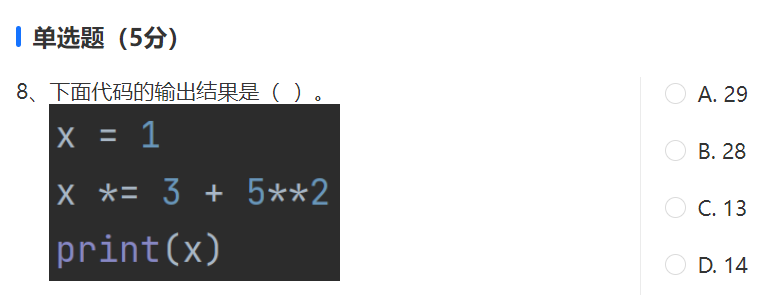 单选题（5分）
8、下面代码的输出结果是（ ）。
x = 1
x *= 3 + 5**2
print(x)
A. 29
B. 28
C. 13
D. 14